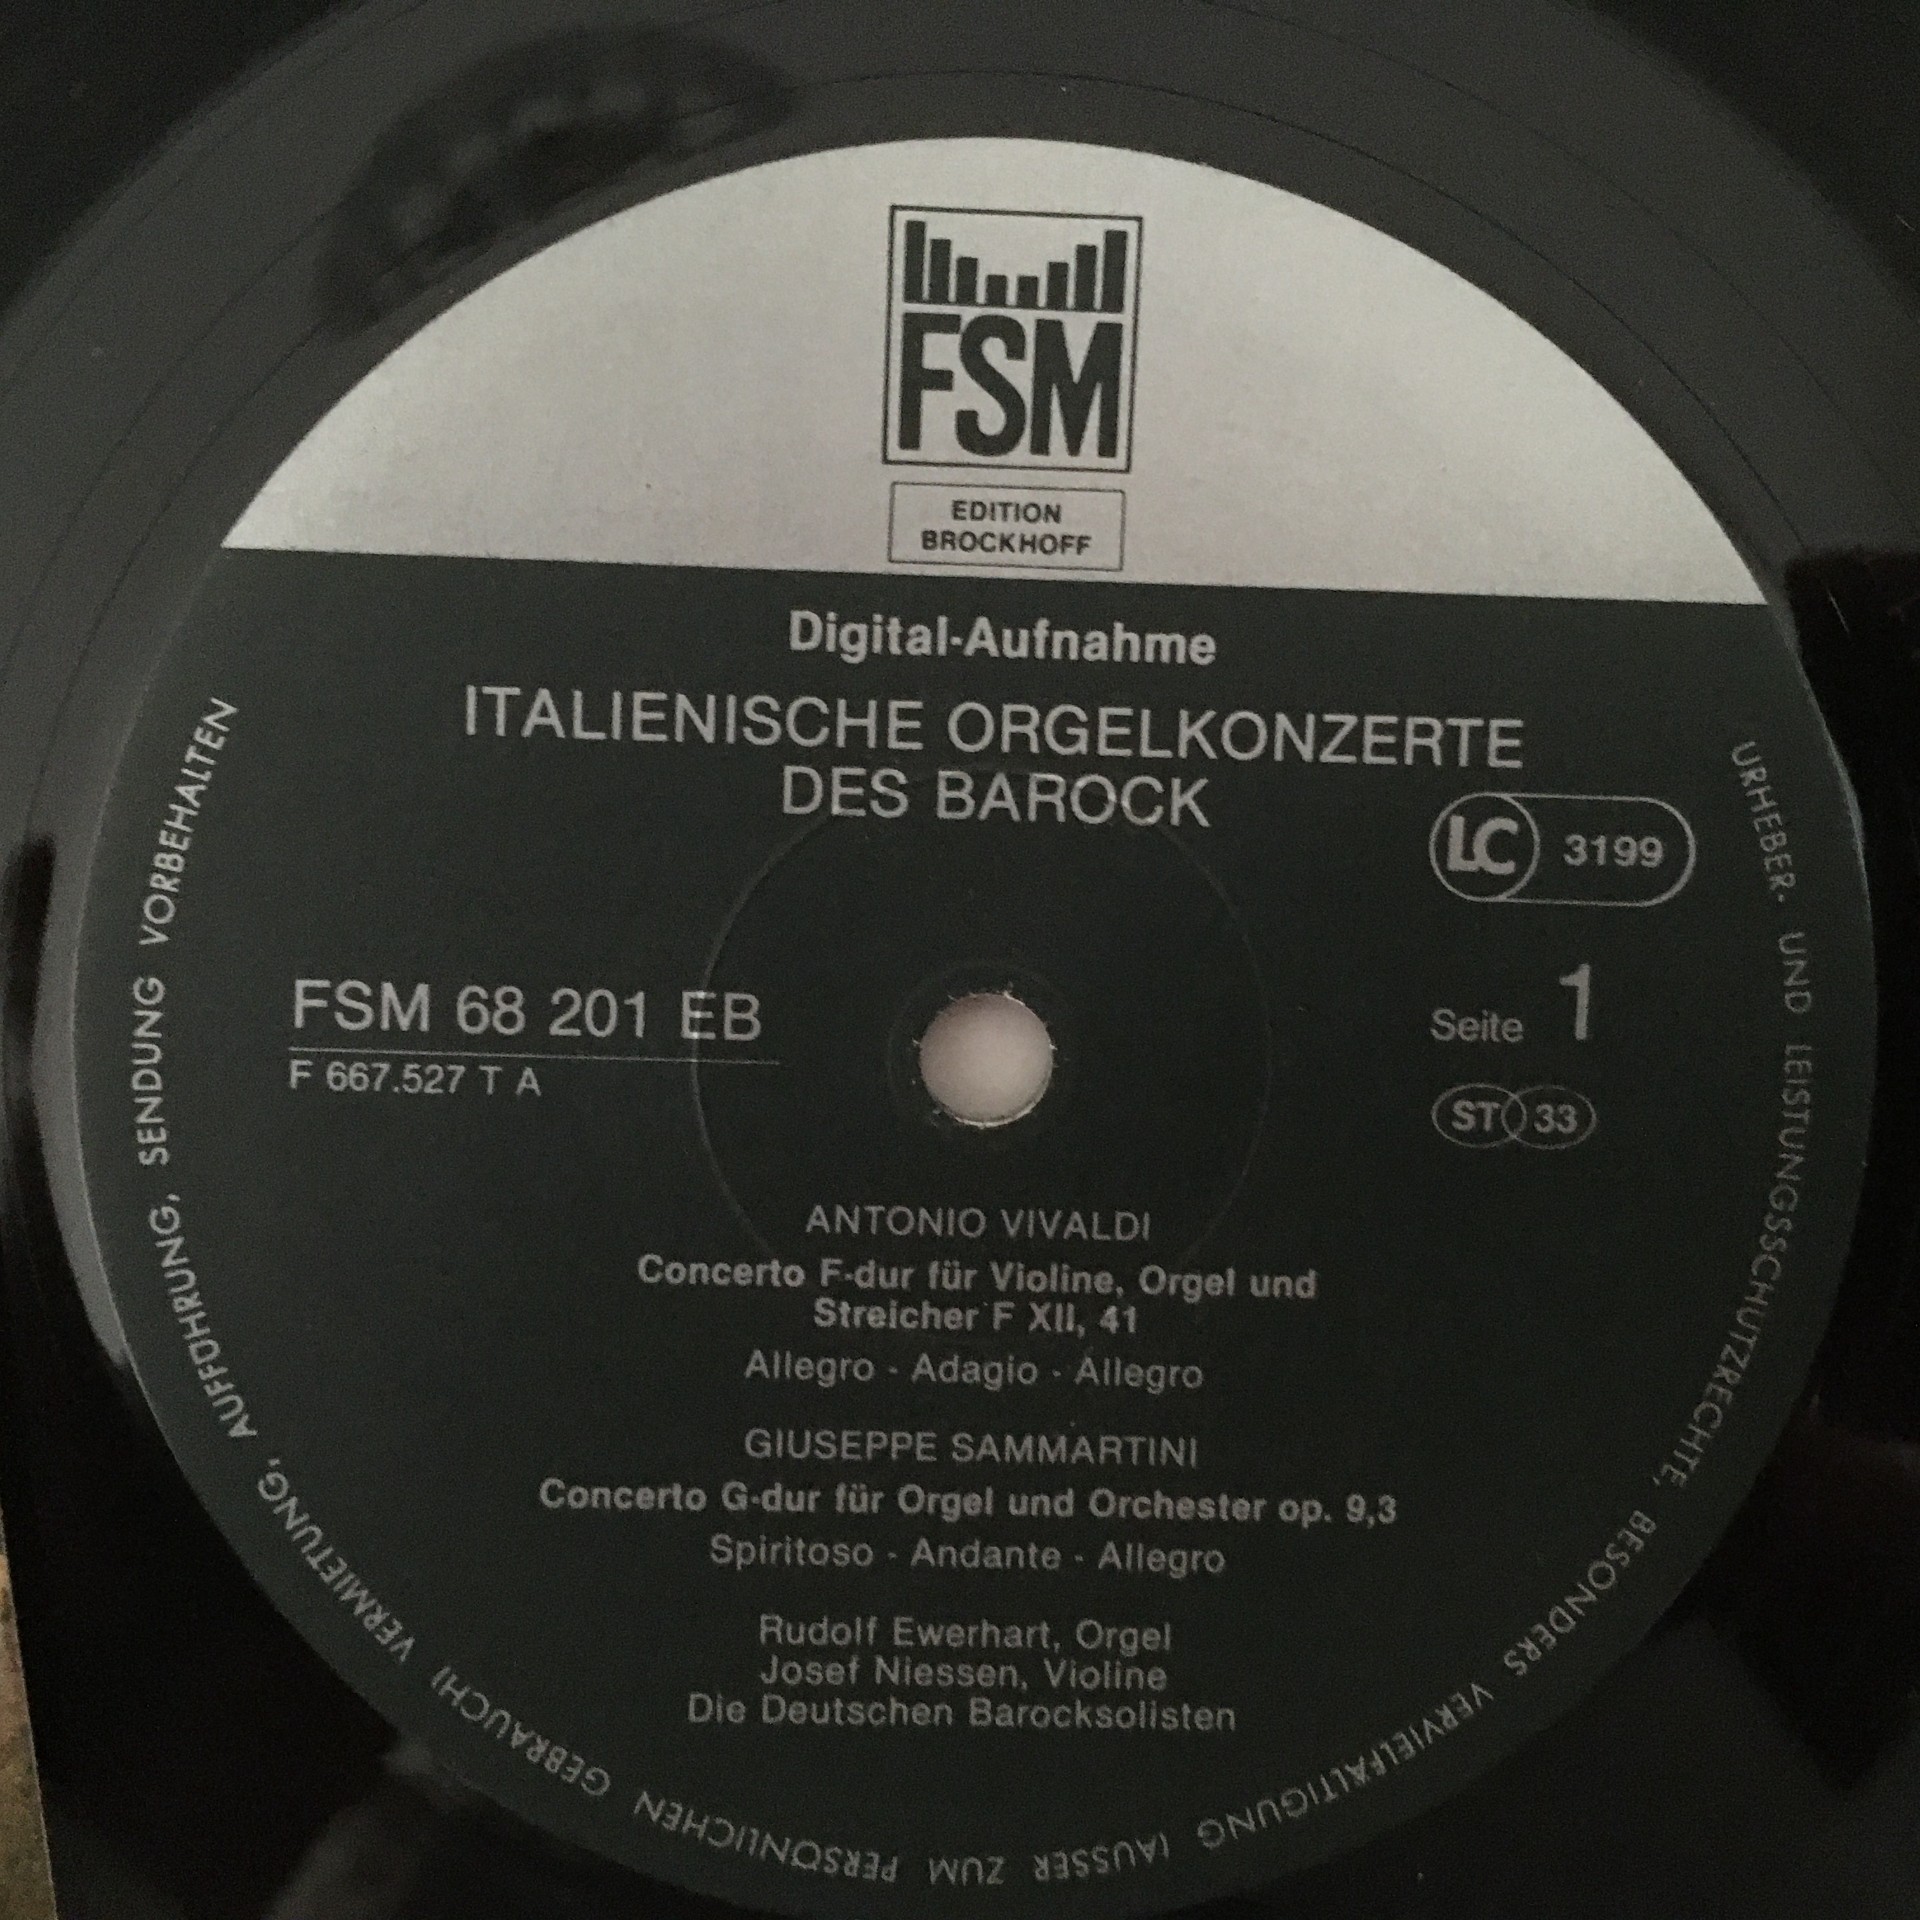 FSM
EDITION
BROCKHOFF
Digital-Aufnahme
ITALIENISCHE ORGELKONZERTE
DES BAROCK
LC 3199
FSM 68 201 EB
F 667.527 T A
Seite 1
ST 33
ANTONIO VIVALDI
Concerto F-dur für Violine, Orgel und
Streicher F XII, 41
Allegro - Adagio - Allegro
GIUSEPPE SAMMARTINI
Concerto G-dur für Orgel und Orchester op. 9,3
Spiritoso - Andante - Allegro
Rudolf Ewerhart, Orgel
Josef Niessen, Violine
Die Deutschen Barocksolisten
URHEBER- UND LEISTUNGSSCHUTZRECHTE, BESONDERS VERVIELFÄLTIGUNG (AUSSER ZUM PERSÖNLICHEN GEBRAUCH) VERMIETUNG, AUFFÜHRUNG, SENDUNG VORBEHALTEN